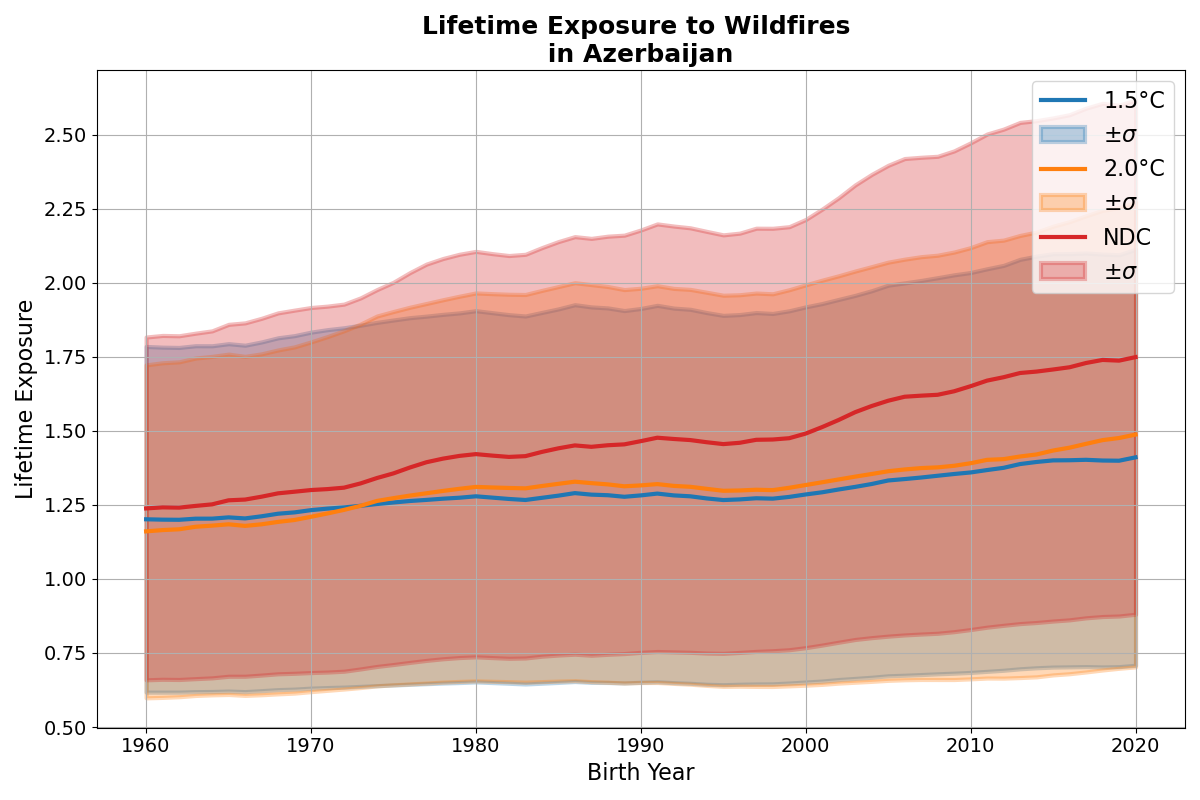 Lifetime Exposure to Wildfires
in Azerbaijan
Lifetime Exposure
2.50
2.25
2.00
1.75
1.50
1.25
1.00
0.75
0.50
1960
1970
1980
1990
2000
2010
2020
Birth Year
1.5°C
±σ
2.0°C
±σ
NDC
±σ